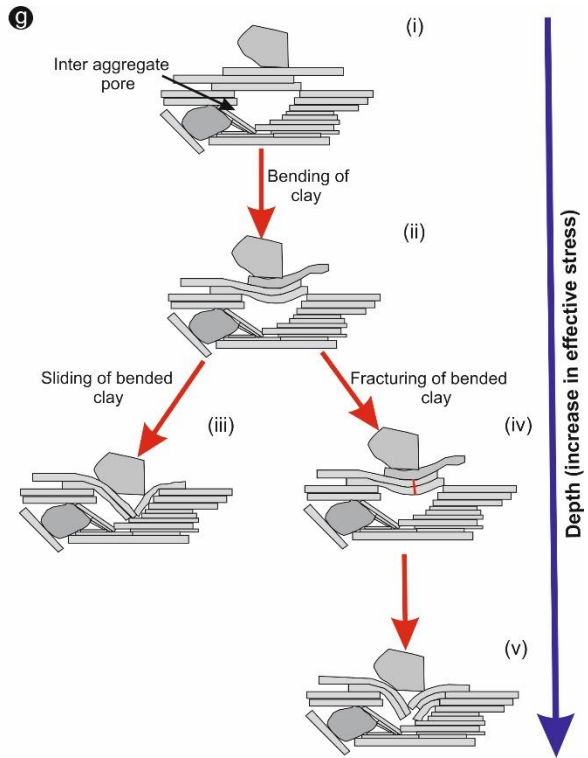 g
(i)
Inter aggregate
pore
Bending of
clay
(ii)
Sliding of bended
clay
Fracturing of bended
clay
(iii)
(iv)
(v)
Depth (increase in effective stress)